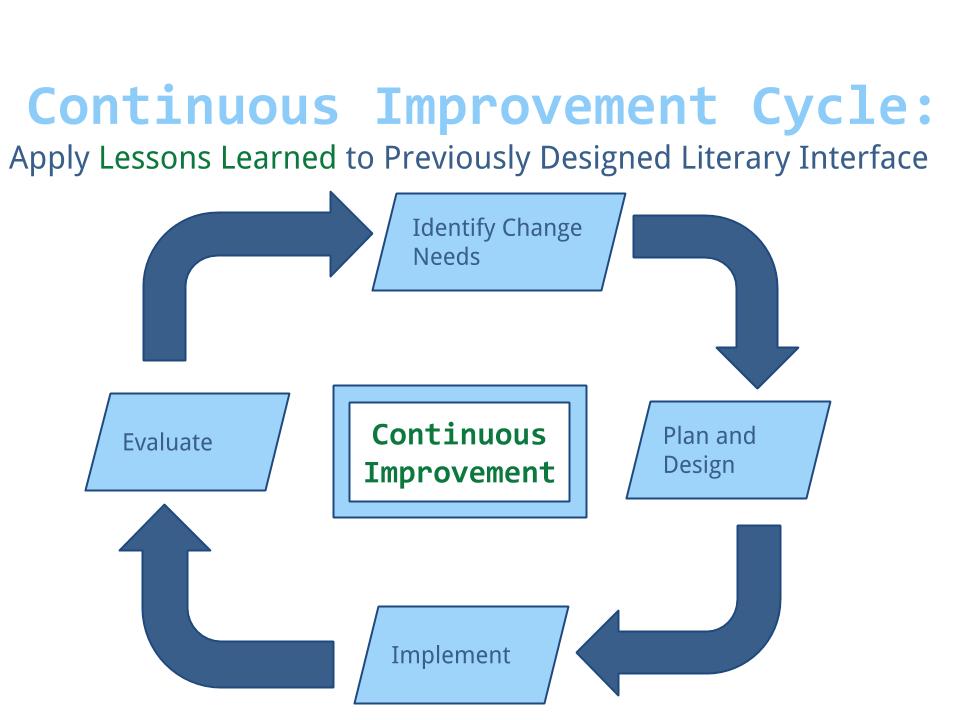 Continuous Improvement Cycle:
Apply Lessons Learned to Previously Designed Literary Interface
Identify Change
Needs
Evaluate
Continuous
Improvement
Plan and
Design
Implement